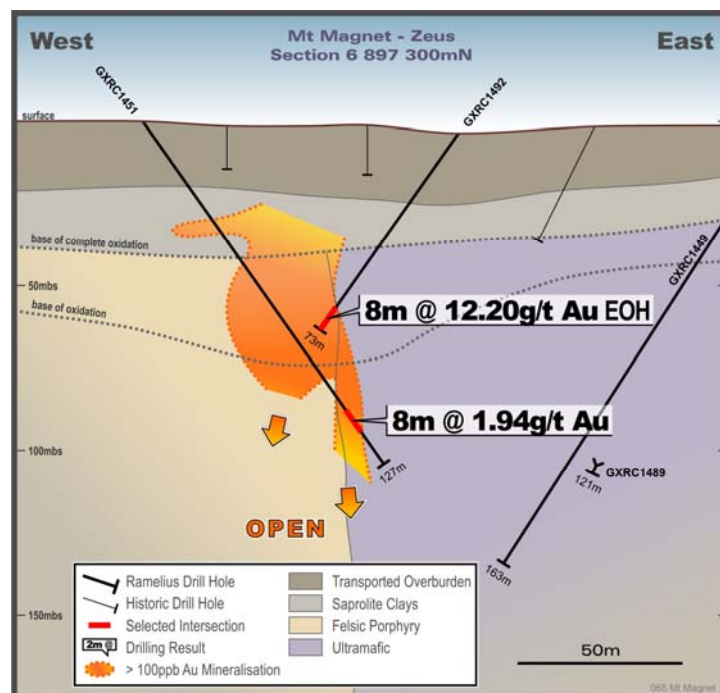 West
Mt Magnet - Zeus
Section 6 897 300mN
East
GXRC1451
GXRC1492
surface
GXRC1449
base of complete oxidation
50mbs
base of oxidation
8m @ 12.20g/t Au EOH
73m
8m @ 1.94g/t Au
100mbs
127m
GXRC1489
121m
OPEN
163m
Ramelius Drill Hole
Historic Drill Hole
Selected Intersection
2m @
Drilling Result
> 100ppb Au Mineralisation
Transported Overburden
Saprolite Clays
Felsic Porphyry
Ultramafic
150mbs
50m
065 Mt Magnet